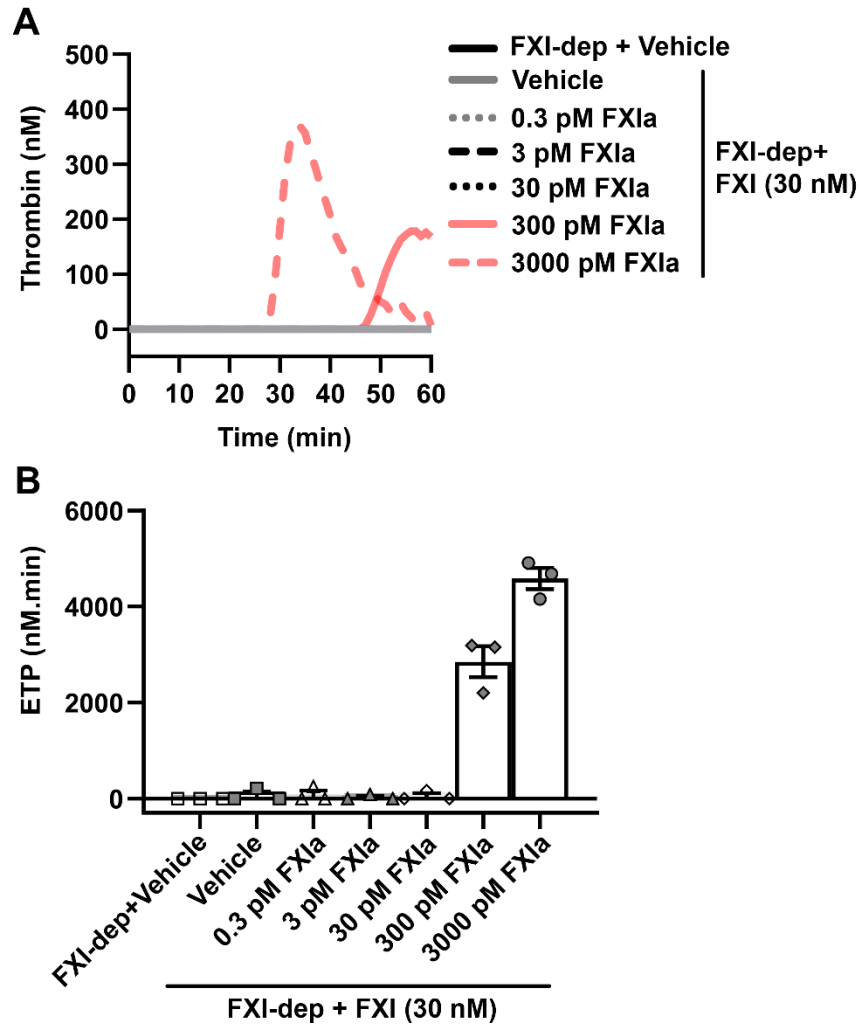 A
Thrombin (nM)
500
400
300
200
100
0
0 10 20 30 40 50 60
Time (min)
FXI-dep + Vehicle
Vehicle
0.3 pM FXIa
3 pM FXIa
30 pM FXIa
300 pM FXIa
3000 pM FXIa
FXI-dep+
FXI (30 nM)
B
ETP (nM.min)
6000
4000
2000
0
FXI-dep+Vehicle
Vehicle
0.3 pM FXIa
3 pM FXIa
30 pM FXIa
300 pM FXIa
3000 pM FXIa
FXI-dep + FXI (30 nM)